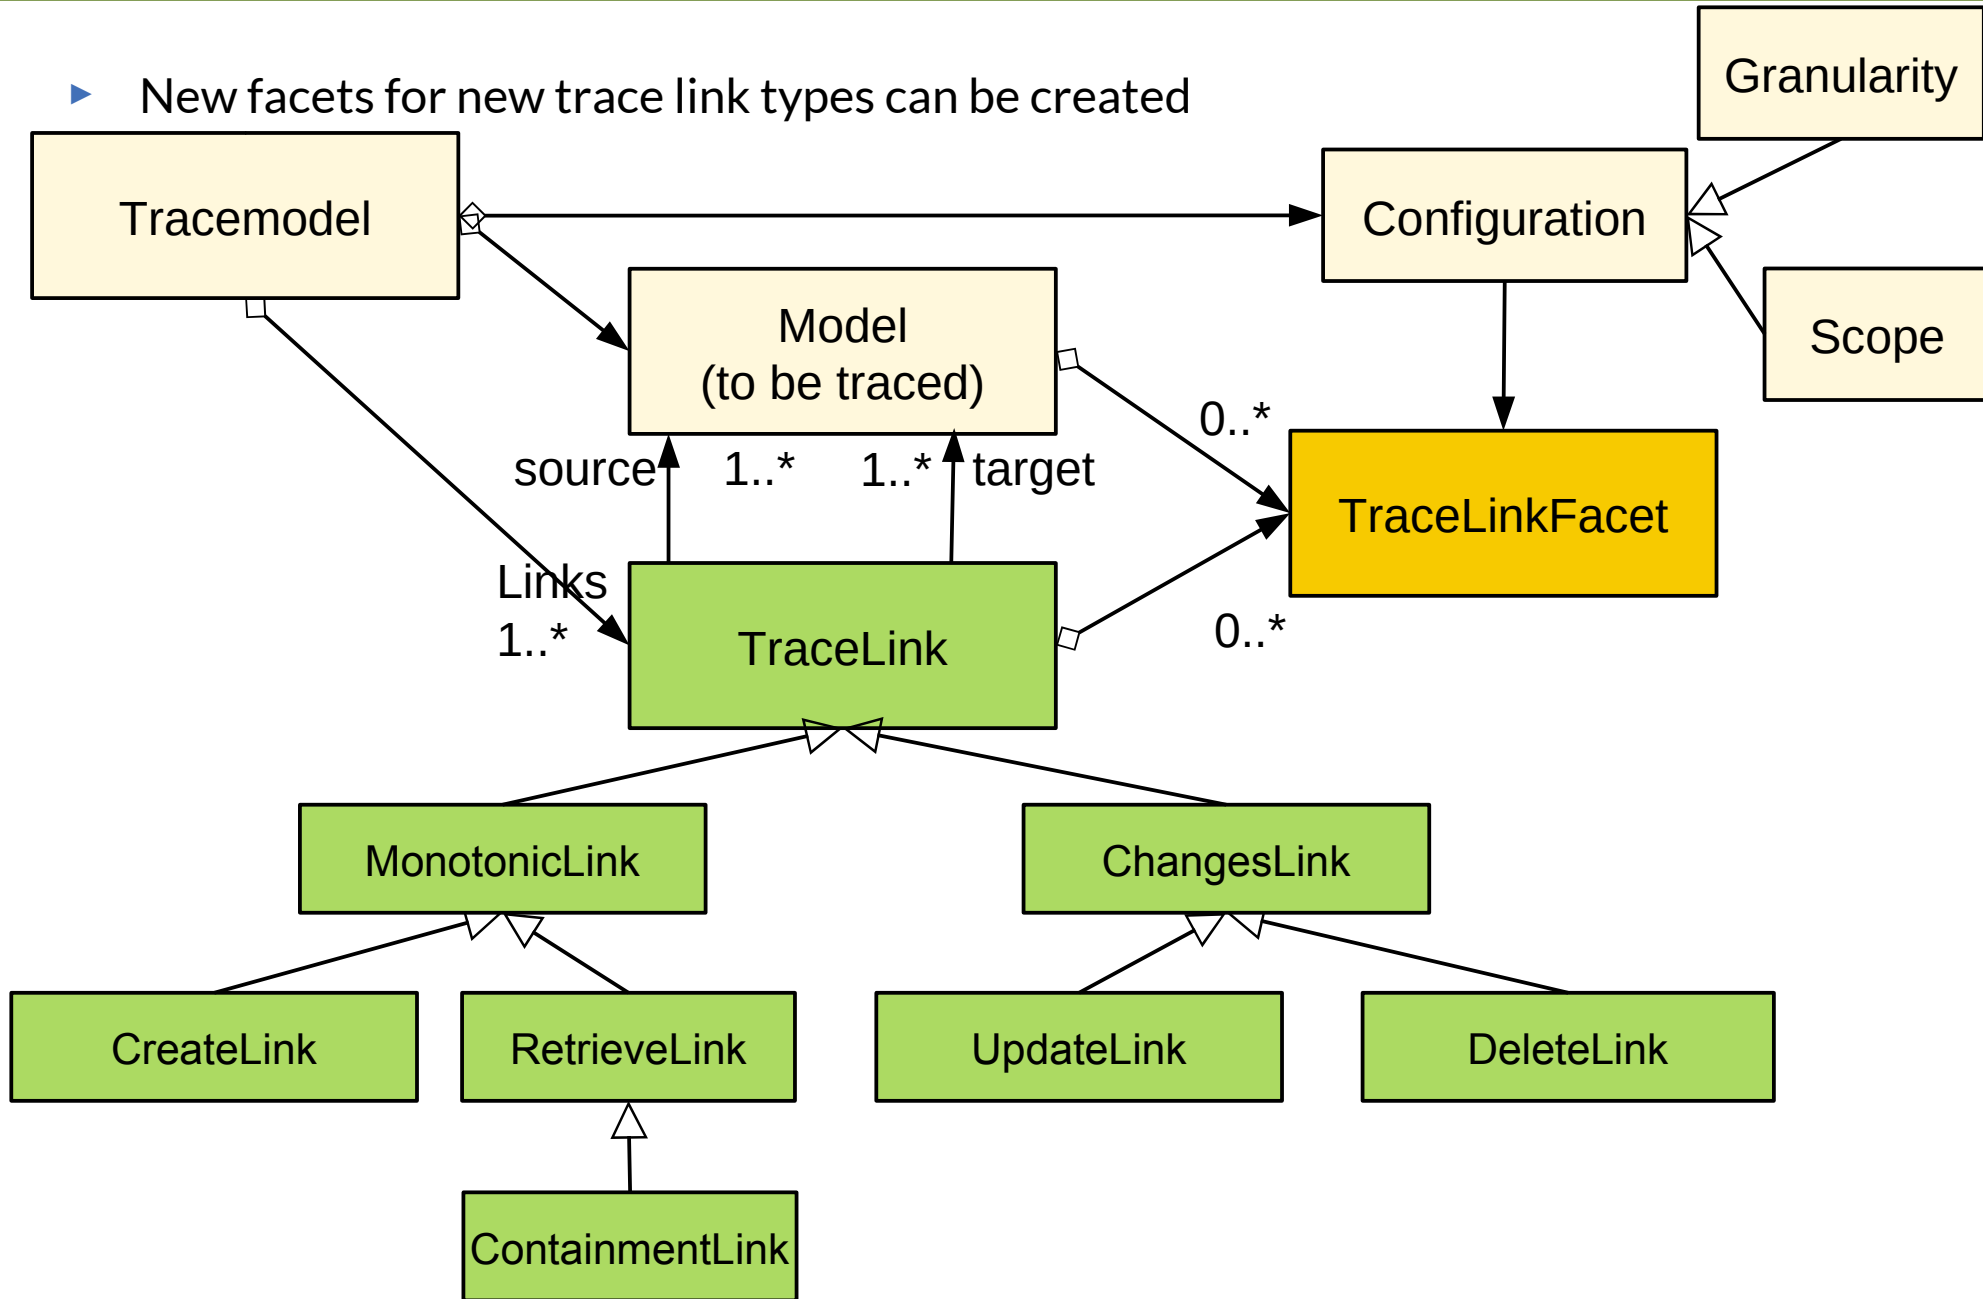 Granularity
New facets for new trace link types can be created
Tracemodel
Configuration
Model
(to be traced)
Scope
0..*
source
1..*
1..*
target
TraceLinkFacet
Links
1..*
TraceLink
0..*
MonotonicLink
ChangesLink
CreateLink
RetrieveLink
UpdateLink
DeleteLink
ContainmentLink